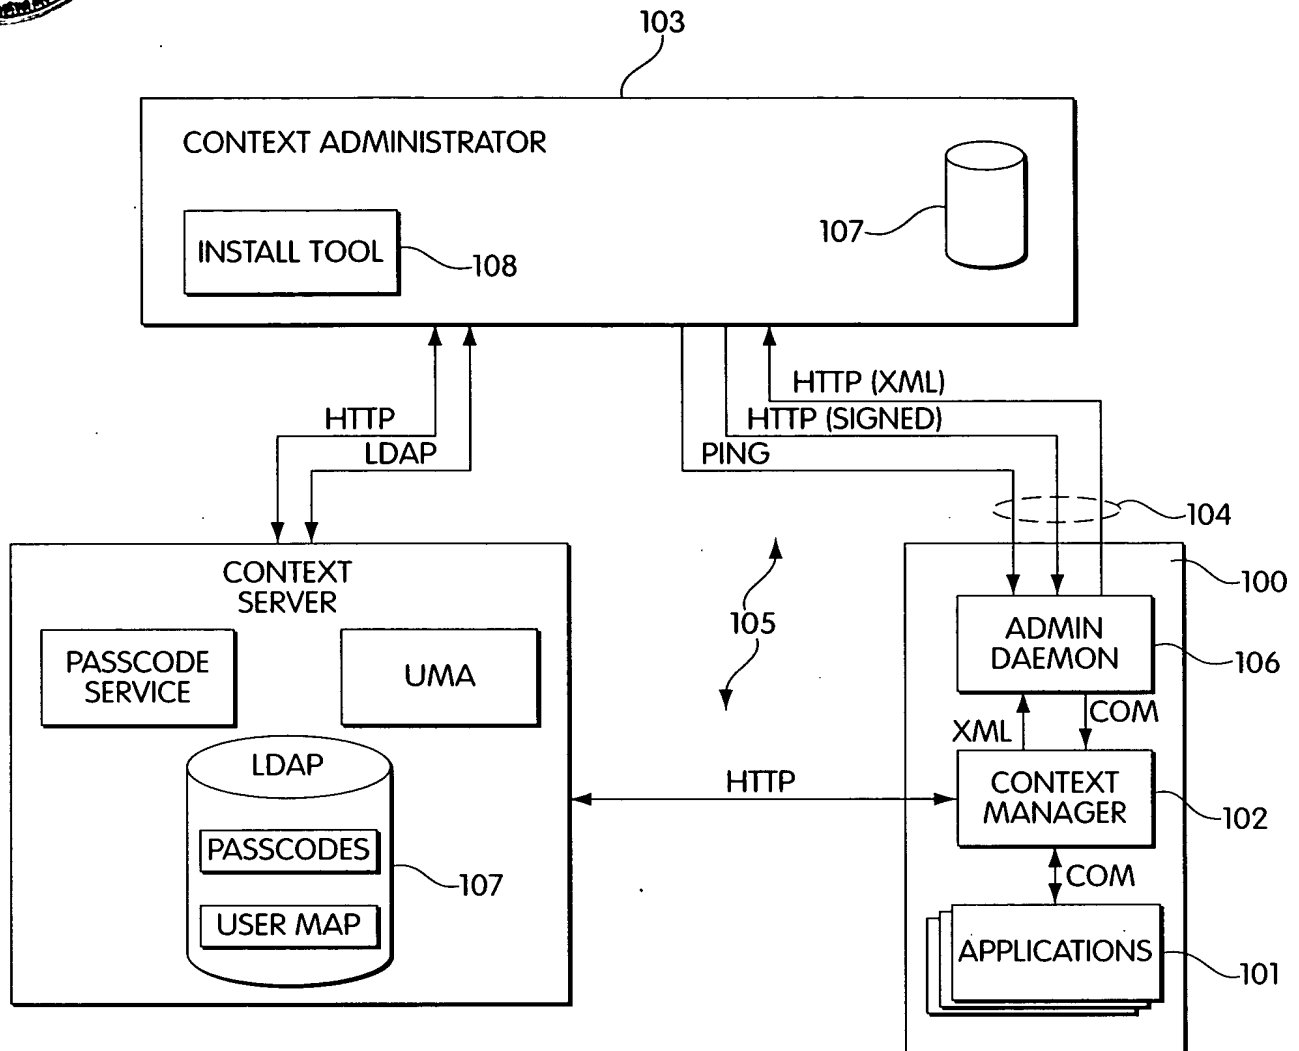 103
CONTEXT ADMINISTRATOR
107
INSTALL TOOL
108
HTTP (XML)
HTTP
HTTP (SIGNED)
LDAP
PING
104
CONTEXT
SERVER
100
105
ADMIN
DAEMON
106
PASSCODE
SERVICE
UMA
COM
XML
LDAP
HTTP
CONTEXT
MANAGER
102
PASSCODES
COM
107
USER MAP
APPLICATIONS
101